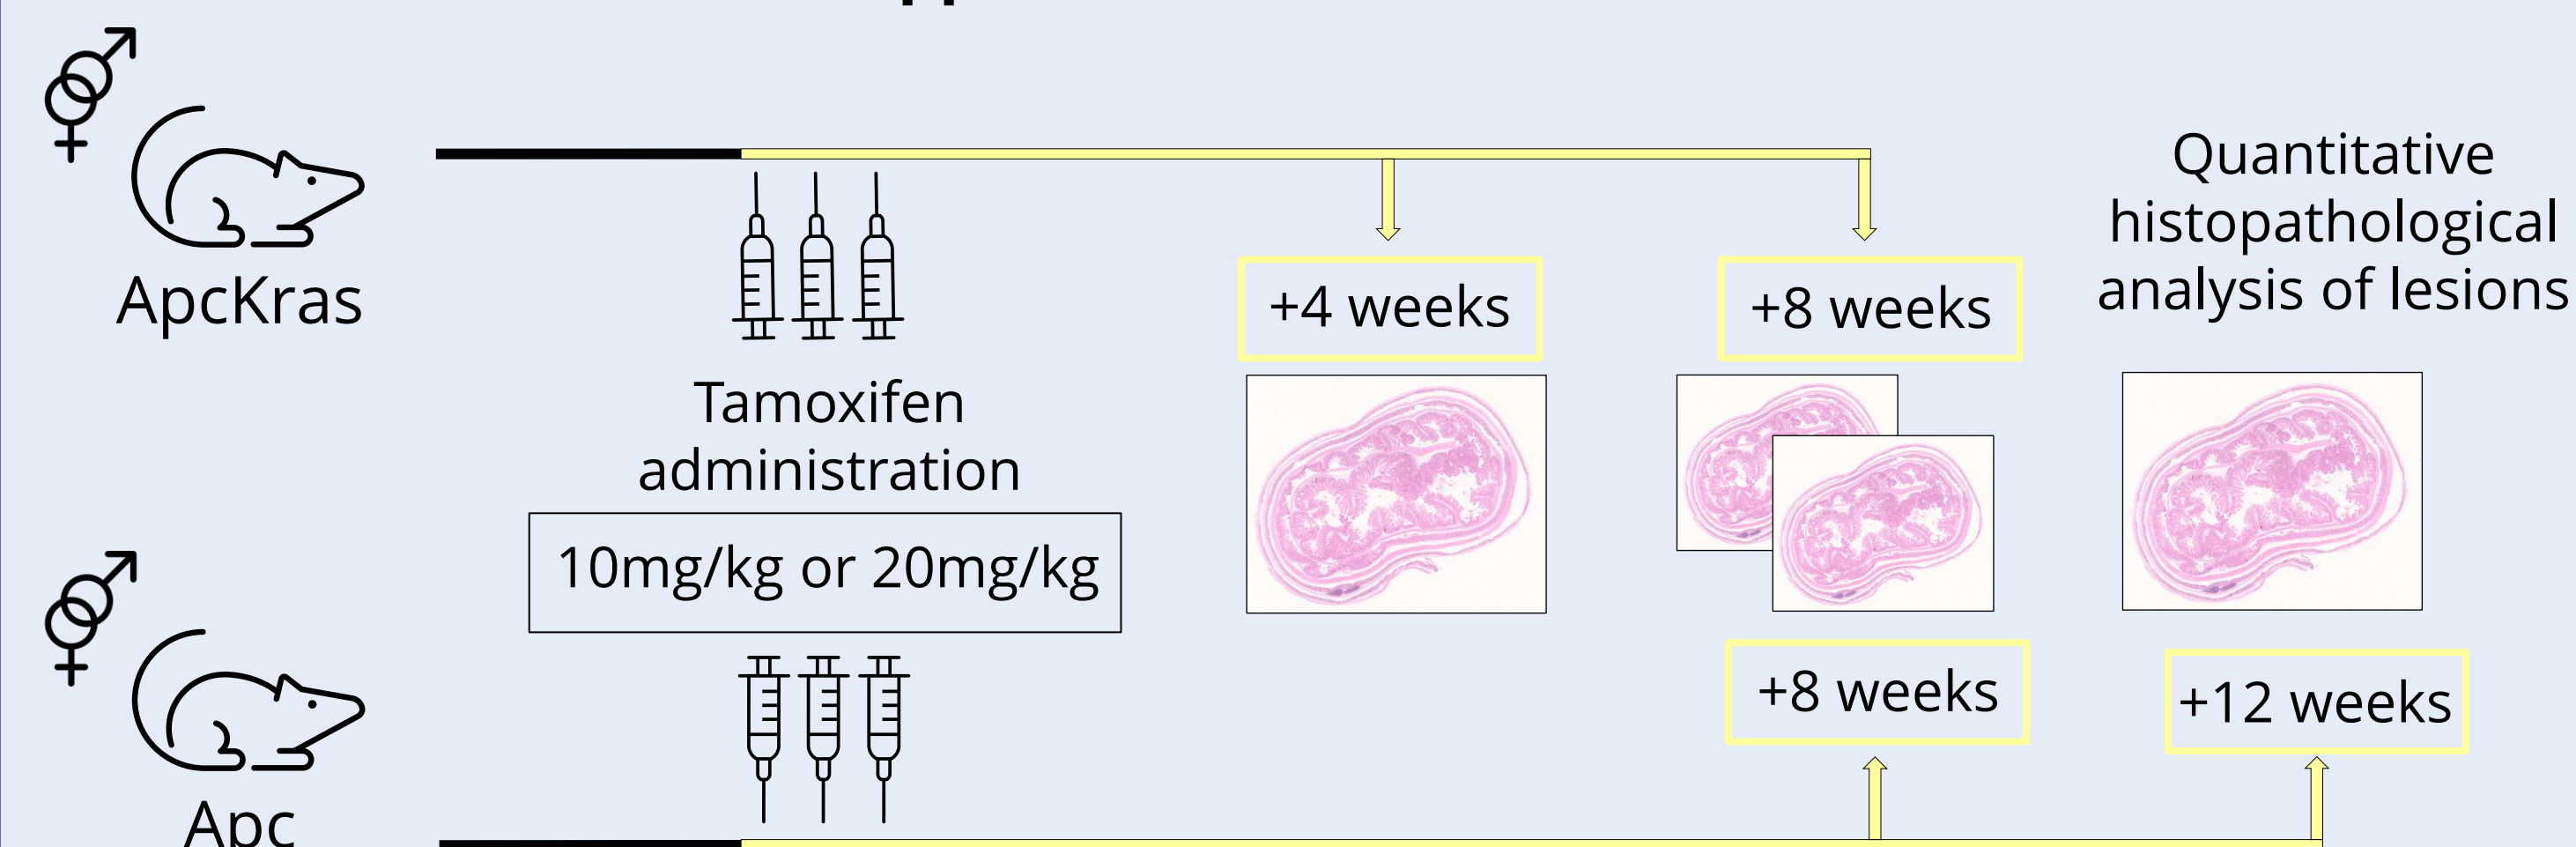 ApcKras
Tamoxifen
administration
10mg/kg or 20mg/kg
+4 weeks
+8 weeks
Quantitative
histopathological
analysis of lesions
+8 weeks
+12 weeks
Apc